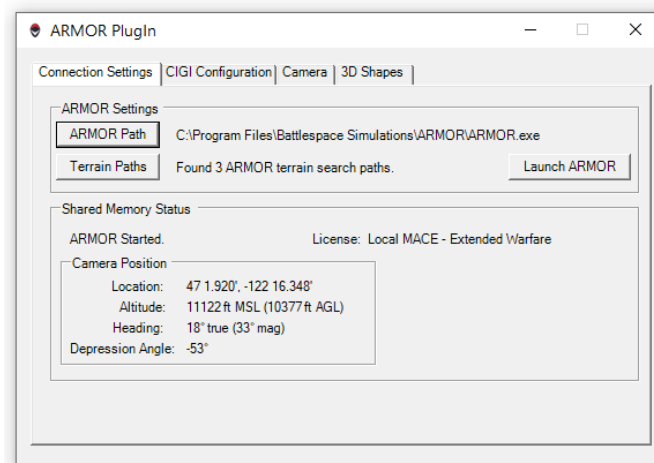 ARMOR PlugIn
Connection Settings CIGI Configuration Camera 3D Shapes
ARMOR Settings
ARMOR Path C:\Program Files\Battlespace Simulations\ARMOR\ARMOR.exe
Terrain Paths Found 3 ARMOR terrain search paths. Launch ARMOR
Shared Memory Status
ARMOR Started. License: Local MACE - Extended Warfare
Camera Position
Location: 47 1.920', -122 16.348'
Altitude: 11122 ft MSL (10377 ft AGL)
Heading: 18° true (33° mag)
Depression Angle: -53°